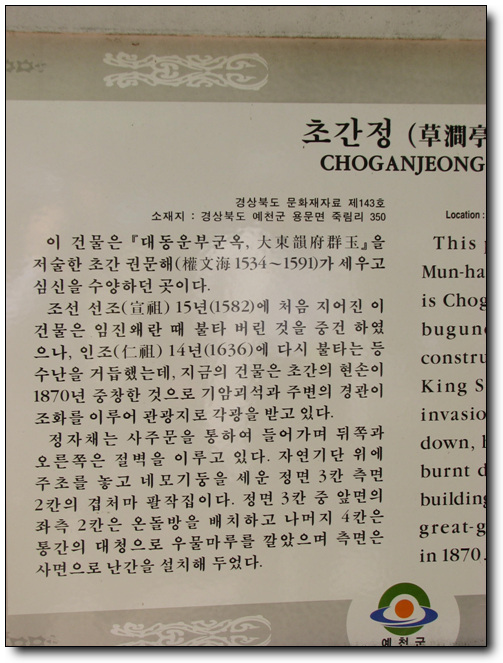 초간정 (草澗亭
CHOGANJEONG
경상북도 문화재자료 제143호
소재지 : 경상북도 예천군 용문면 죽림리 350
이 건물은 『대동운부군옥, 大東韻府群玉』을
저술한 초간 권문해(權文海 1534~1591)가 세우고
심신을 수양하던 곳이다.
조선 선조(宣祖) 15년(1582)에 처음 지어진 이
건물은 임진왜란 때 불타 버린 것을 중건 하였
으나, 인조(仁祖) 14년(1636)에 다시 불타는 등
수난을 거듭했는데, 지금의 건물은 초간의 현손이
1870년 중창한 것으로 기암괴석과 주변의 경관이
조화를 이루어 관광지로 각광을 받고 있다.
정자채는 사주문을 통하여 들어가며 뒤쪽과
오른쪽은 절벽을 이루고 있다. 자연기단 위에
주초를 놓고 네모기둥을 세운 정면 3칸 측면
2칸의 겹처마 팔작집이다. 정면 3칸 중 앞면의
좌측 2칸은 온돌방을 배치하고 나머지 4칸은
통간의 대청으로 우물마루를 깔았으며 측면은
사면으로 난간을 설치해 두었다.
Location :
This p
Mun-ha
is Chog
bugund
constru
King S
invasio
down, h
burnt d
building
great-g
in 1870.
예천군